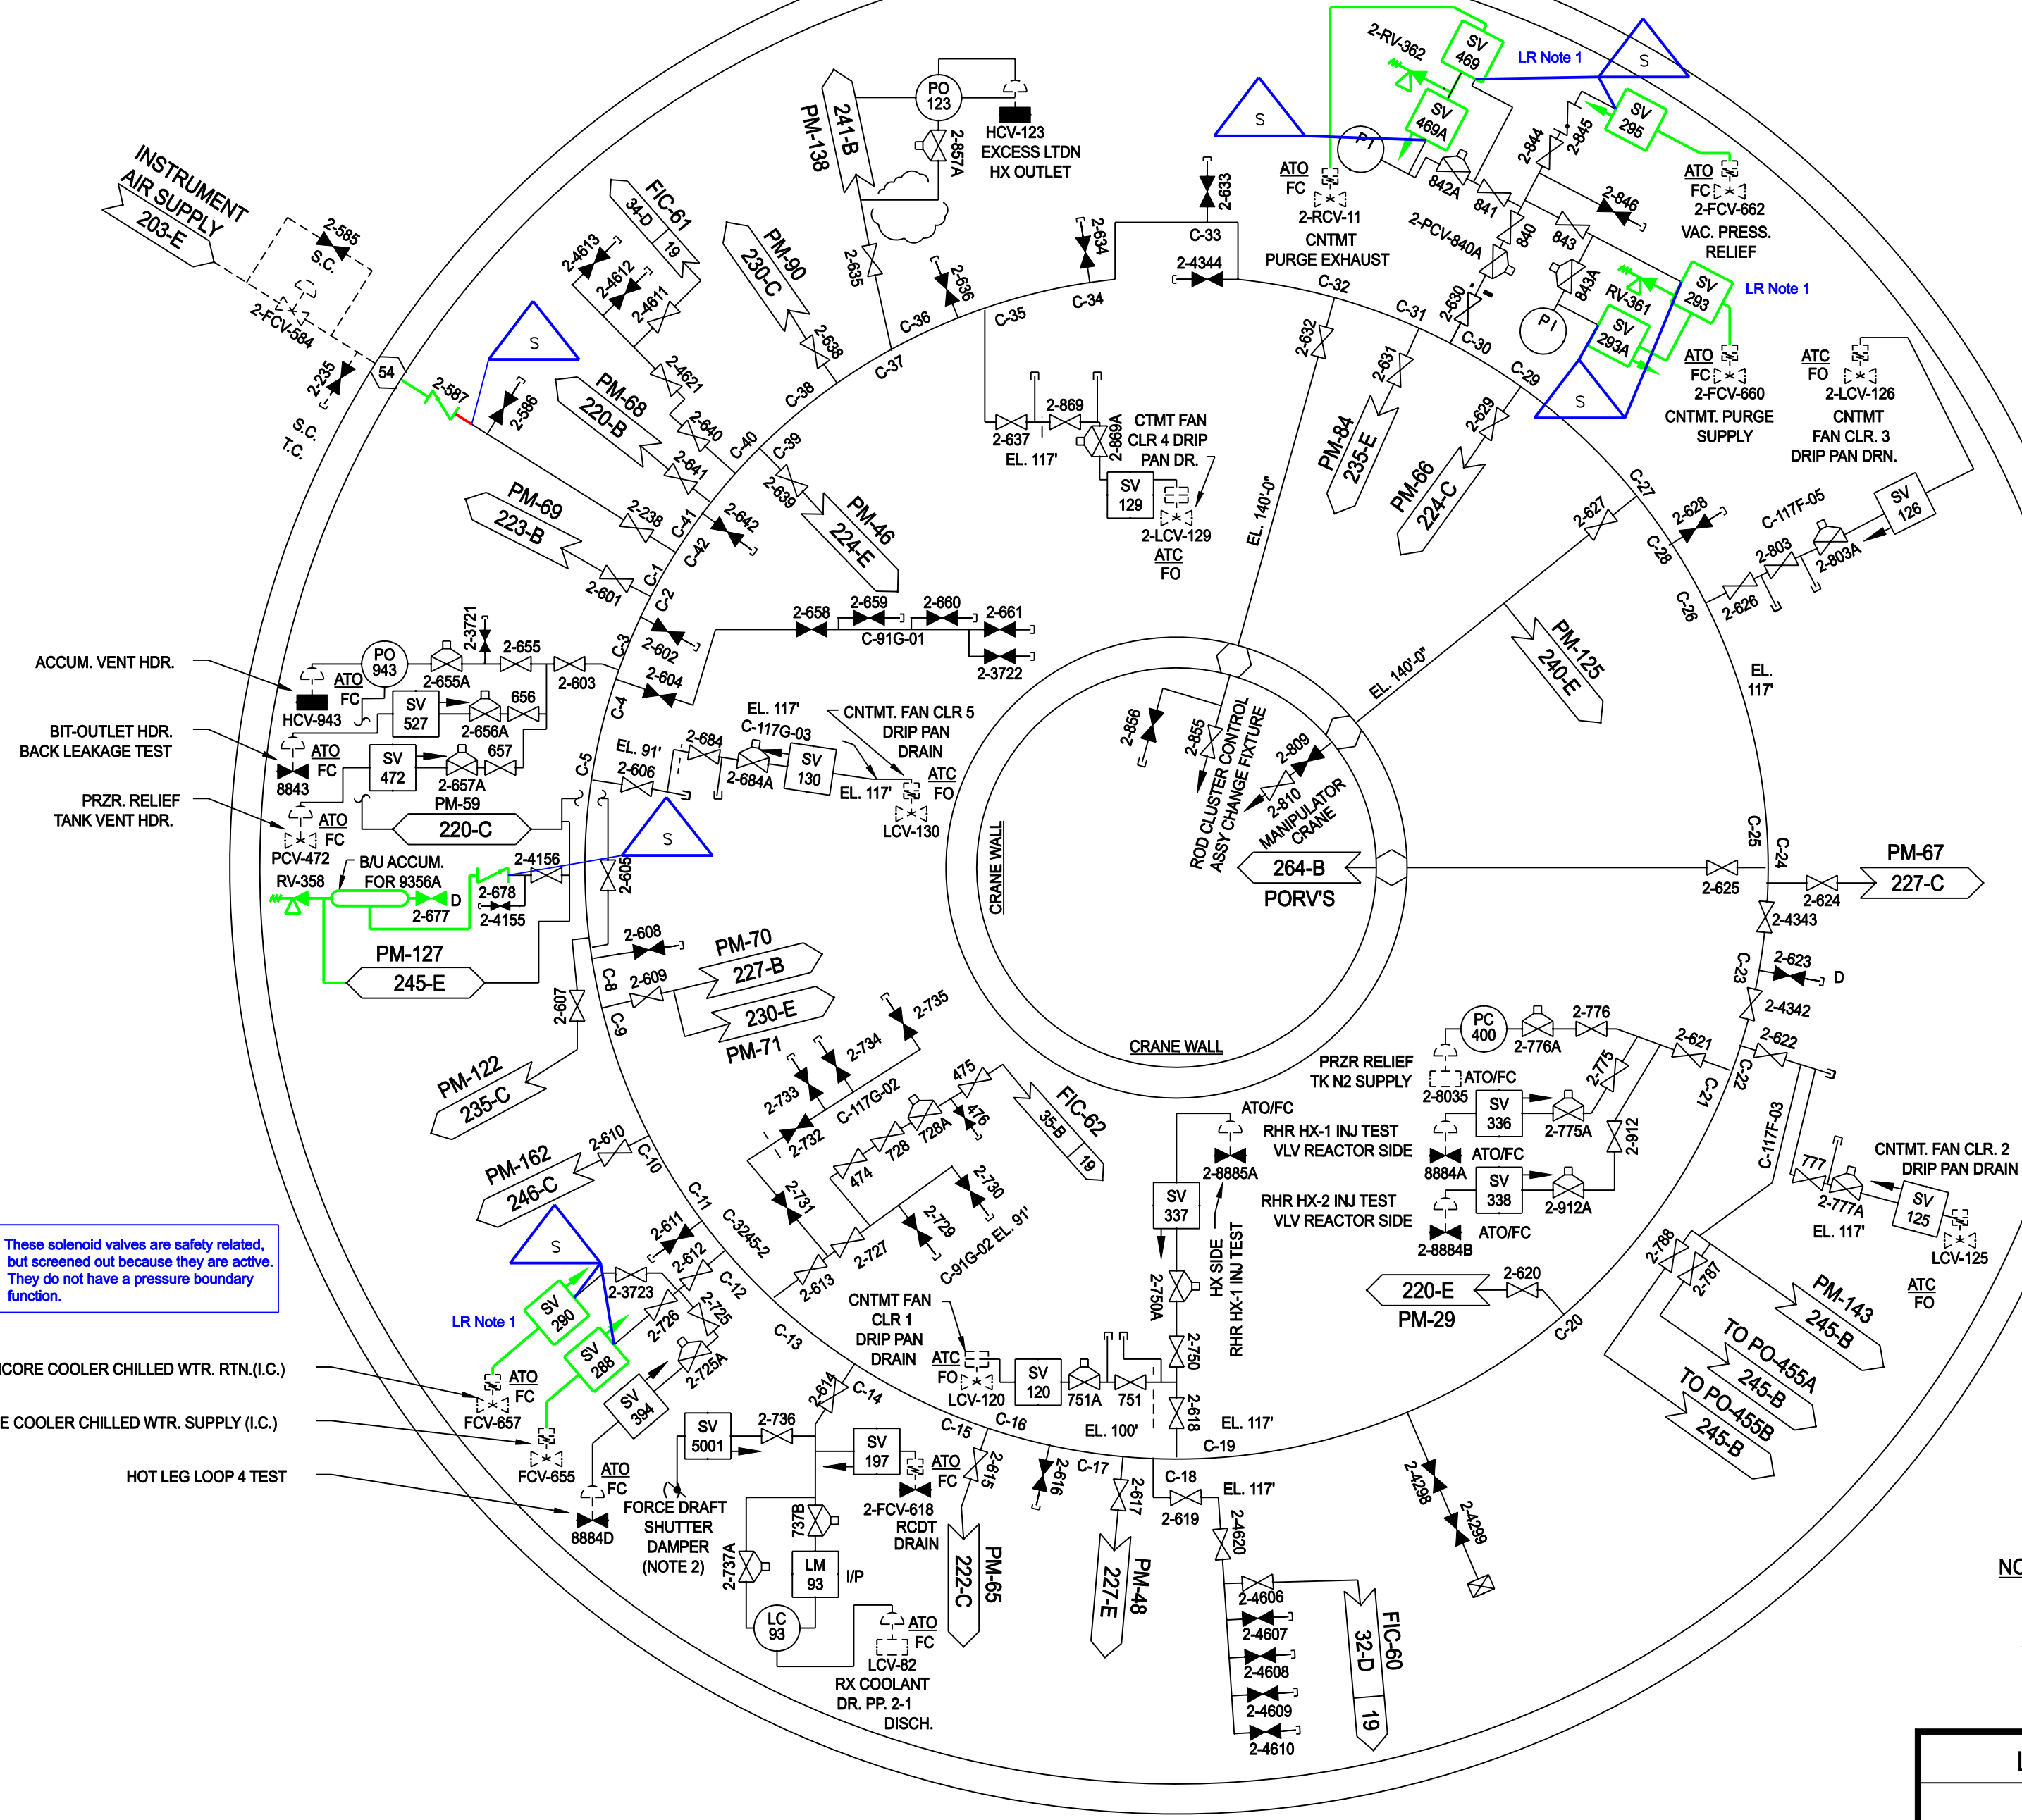 INSTRUMENT
AIR SUPPLY
203-E
2-585
S.C.
2-FCV-584
2-235
S.C.
T.C.
54
2-587
S
2-586
2-238
PM-69
223-B
2-601
PM-68
220-B
2-641
2-640
2-4621
2-4611
2-4612
2-4613
FIC-61
34-D
19
PM-90
230-C
2-638
PM-138
241-B
PO
123
HCV-123
EXCESS LTDN
HX OUTLET
2-857A
2-635
2-636
C-36
C-37
C-38
C-39
C-40
C-41
C-42
C-1
C-2
C-3
C-4
C-5
2-642
2-639
PM-46
224-E
C-35
C-34
2-634
2-633
C-33
2-4344
2-637
2-869
EL. 117'
2-869A
CTMT FAN
CLR 4 DRIP
PAN DR.
SV
129
2-LCV-129
ATC
FO
2-RV-362
SV
469
SV
469A
LR Note 1
S
S
PI
842A
841
2-844
2-845
SV
295
2-846
843
840
2-PCV-840A
843A
2-630
PI
RV-361
SV
293
SV
293A
LR Note 1
S
ATO
FC
2-RCV-11
CNTMT
PURGE EXHAUST
ATO
FC
2-FCV-662
VAC. PRESS.
RELIEF
ATO
FC
2-FCV-660
CNTMT. PURGE
SUPPLY
ATC
FO
2-LCV-126
CNTMT
FAN CLR. 3
DRIP PAN DRN.
C-32
C-31
C-30
C-29
2-632
2-631
2-629
PM-84
235-E
PM-66
224-C
EL. 140'-0"
C-27
2-627
2-628
C-28
C-26
2-626
2-803
C-117F-05
2-803A
SV
126
EL. 140'-0"
PM-125
240-E
EL.
117'
2-602
2-604
2-658
2-659
2-660
2-661
C-91G-01
2-3722
ACCUM. VENT HDR.
PO
943
2-3721
2-655
2-655A
2-603
ATO
FC
HCV-943
SV
527
656
2-656A
BIT-OUTLET HDR.
BACK LEAKAGE TEST
ATO
FC
8843
SV
472
657
2-657A
PRZR. RELIEF
TANK VENT HDR.
ATO
FC
PCV-472
PM-59
220-C
EL. 91'
2-606
2-684
EL. 117'
C-117G-03
2-684A
SV
130
EL. 117'
CNTMT. FAN CLR 5
DRIP PAN
DRAIN
ATC
FO
LCV-130
S
RV-358
B/U ACCUM.
FOR 9356A
D
2-677
2-678
2-4156
2-4155
2-605
PM-127
245-E
2-607
PM-122
235-C
C-8
C-9
2-608
2-609
PM-70
227-B
230-E
PM-71
CRANE WALL
CRANE WALL
2-856
2-855
ROD CLUSTER CONTROL
ASSY CHANGE FIXTURE
2-809
2-810
MANIPULATOR
CRANE
264-B
PORV'S
2-625
C-25
C-24
PM-67
227-C
2-624
2-4343
C-23
2-623
D
2-4342
C-22
2-622
C-21
2-621
PC
400
2-776A
2-776
2-775
PRZR RELIEF
TK N2 SUPPLY
2-8035
ATO/FC
SV
336
2-775A
8884A
2-912
ATO/FC
SV
338
2-912A
2-8884B
ATO/FC
RHR HX-1 INJ TEST
VLV REACTOR SIDE
RHR HX-2 INJ TEST
VLV REACTOR SIDE
ATO/FC
2-8885A
SV
337
HX SIDE
RHR HX-1 INJ TEST
2-750A
2-750
2-618
C-117F-03
777
2-777A
EL. 117'
SV
125
CNTMT. FAN CLR. 2
DRIP PAN DRAIN
LCV-125
ATC
FO
2-788
2-787
PM-143
245-B
TO PO-455A
245-B
TO PO-455B
245-B
220-E
PM-29
2-620
C-20
PM-162
246-C
2-610
C-10
C-11
C-3245-2
C-12
C-13
2-733
2-734
2-735
C-117G-02
2-732
2-731
474
728
728A
475
476
FIC-62
35-B
19
2-730
2-729
C-91G-02 EL. 91'
2-727
2-613
These solenoid valves are safety related,
but screened out because they are active.
They do not have a pressure boundary
function.
S
2-611
2-612
2-3723
2-726
2-725
2-725A
LR Note 1
SV
290
SV
288
SV
394
NCORE COOLER CHILLED WTR. RTN.(I.C.)
ATO
FC
FCV-657
E COOLER CHILLED WTR. SUPPLY (I.C.)
FCV-655
HOT LEG LOOP 4 TEST
ATO
FC
8884D
SV
5001
2-736
FORCE DRAFT
SHUTTER
DAMPER
(NOTE 2)
2-614
C-14
SV
197
ATO
FC
2-FCV-618
RCDT
DRAIN
737B
2-737A
LM
93
I/P
LC
93
ATO
FC
LCV-82
RX COOLANT
DR. PP. 2-1
DISCH.
CNTMT FAN
CLR 1
DRIP PAN
DRAIN
ATC
FO
LCV-120
SV
120
751A
751
EL. 100'
EL. 117'
C-15
C-16
C-17
C-18
C-19
2-615
2-616
2-617
PM-65
222-C
PM-48
227-E
2-619
EL. 117'
2-4620
2-4606
2-4607
2-4608
2-4609
2-4610
FIC-60
32-D
19
2-4298
2-4299
NO
L